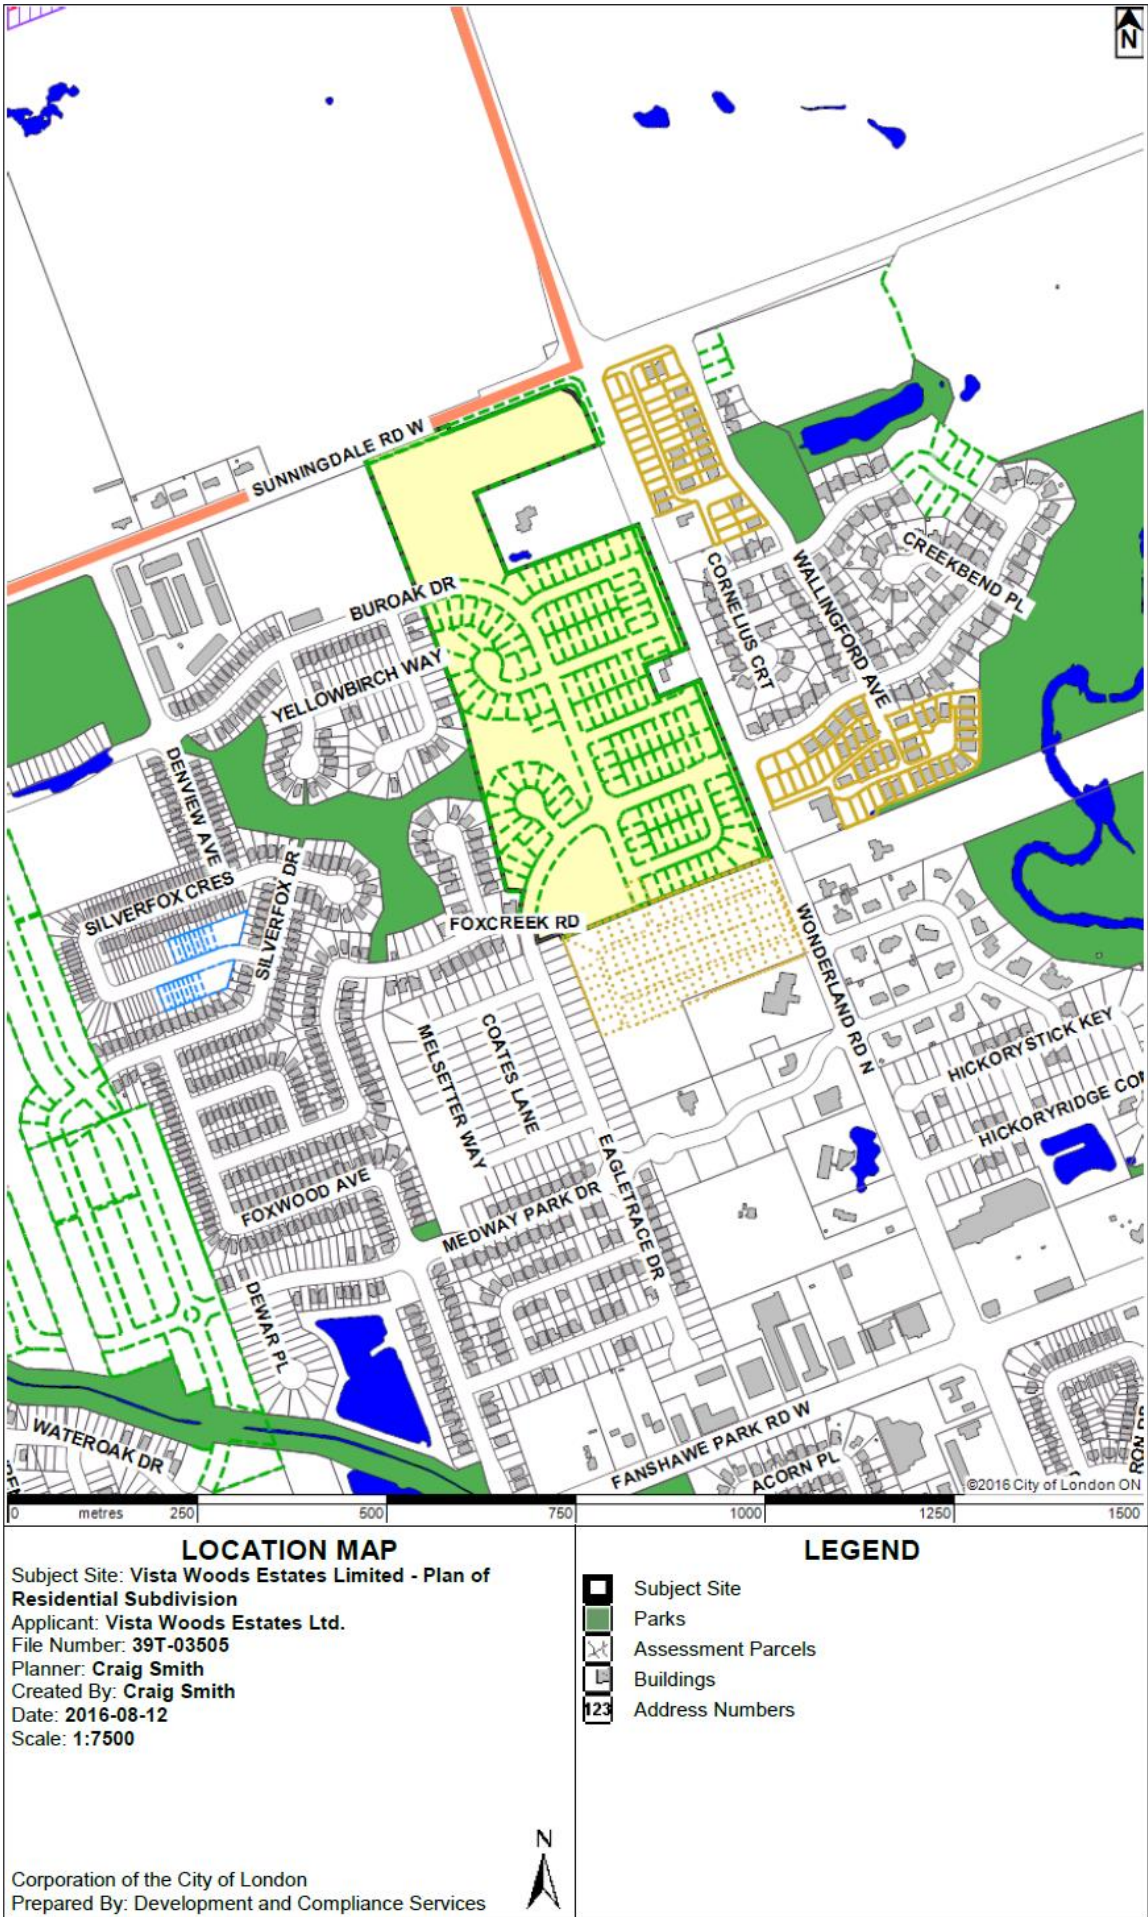 N
SUNNINGDALE RD W
BUROAK DR
YELLOWBIRCH WAY
CORNELIUS CRT
WALLINGFORD AVE
CREEKBEND PL
DENVIEW AVE
SILVERFOX CRES
SILVERFOX DR
FOXCREEK RD
WONDERLAND RD N
MELSETTER WAY
COATES LANE
HICKORYSTICK KEY
HICKORYRIDGE CO
EAGLETRACE DR
FOXWOOD AVE
MEDWAY PARK DR
DEWAR PL
WATEROAK DR
FANSHAWE PARK RD W
ACORN PL
©2016 City of London ON
0 metres 250 500 750 1000 1250 1500
LOCATION MAP
Subject Site: Vista Woods Estates Limited - Plan of
Residential Subdivision
Applicant: Vista Woods Estates Ltd.
File Number: 39T-03505
Planner: Craig Smith
Created By: Craig Smith
Date: 2016-08-12
Scale: 1:7500
Corporation of the City of London
Prepared By: Development and Compliance Services
N
LEGEND
Subject Site
Parks
Assessment Parcels
Buildings
123 Address Numbers